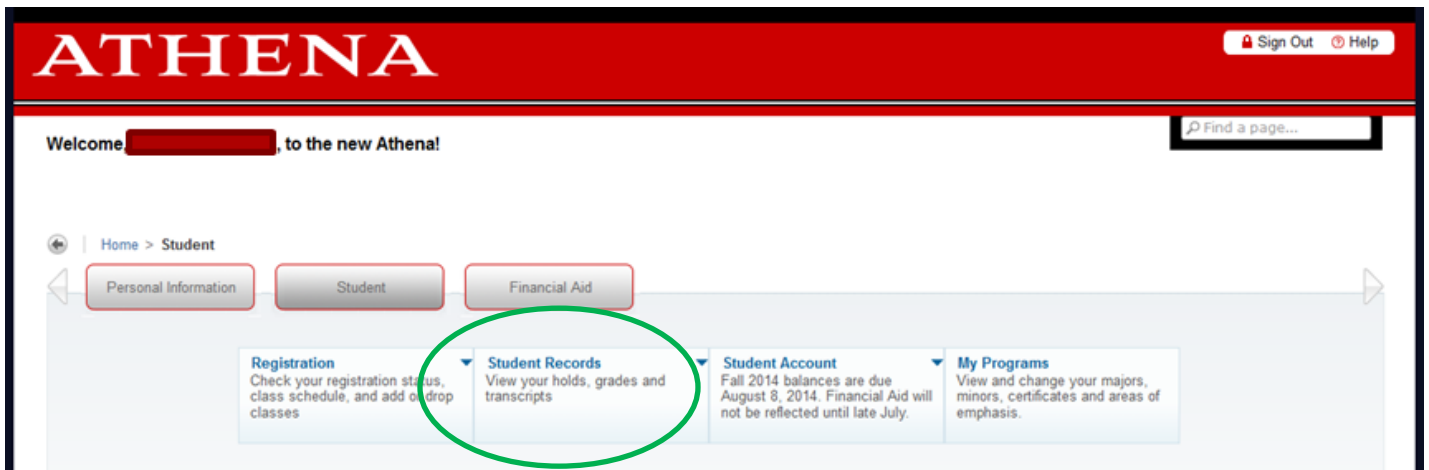 ATHENA
Sign Out Help
Find a page...
Welcome, , to the new Athena!
Home > Student
Personal Information Student Financial Aid
Registration
Check your registration status,
class schedule, and add or drop
classes
Student Records
View your holds, grades and
transcripts
Student Account
Fall 2014 balances are due
August 8, 2014. Financial Aid will
not be reflected until late July.
My Programs
View and change your majors,
minors, certificates and areas of
emphasis.